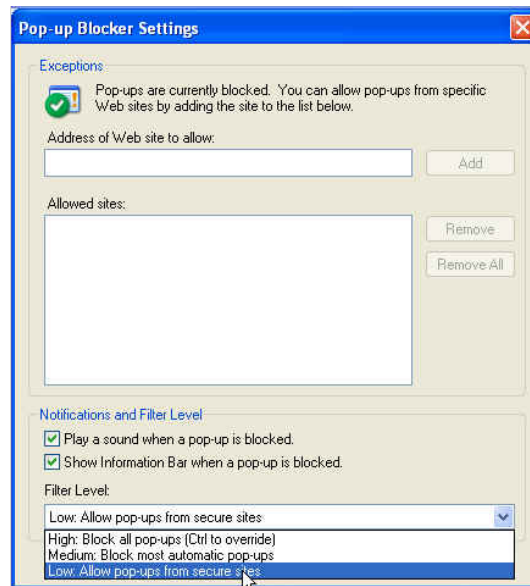 Pop-up Blocker Settings
Exceptions
Pop-ups are currently blocked. You can allow pop-ups from specific
Web sites by adding the site to the list below.
Address of Web site to allow:
Add
Allowed sites:
Remove
Remove All
Notifications and Filter Level
Play a sound when a pop-up is blocked.
Show Information Bar when a pop-up is blocked.
Filter Level:
Low: Allow pop-ups from secure sites
High: Block all pop-ups (Ctrl to override)
Medium: Block most automatic pop-ups
Low: Allow pop-ups from secure sites